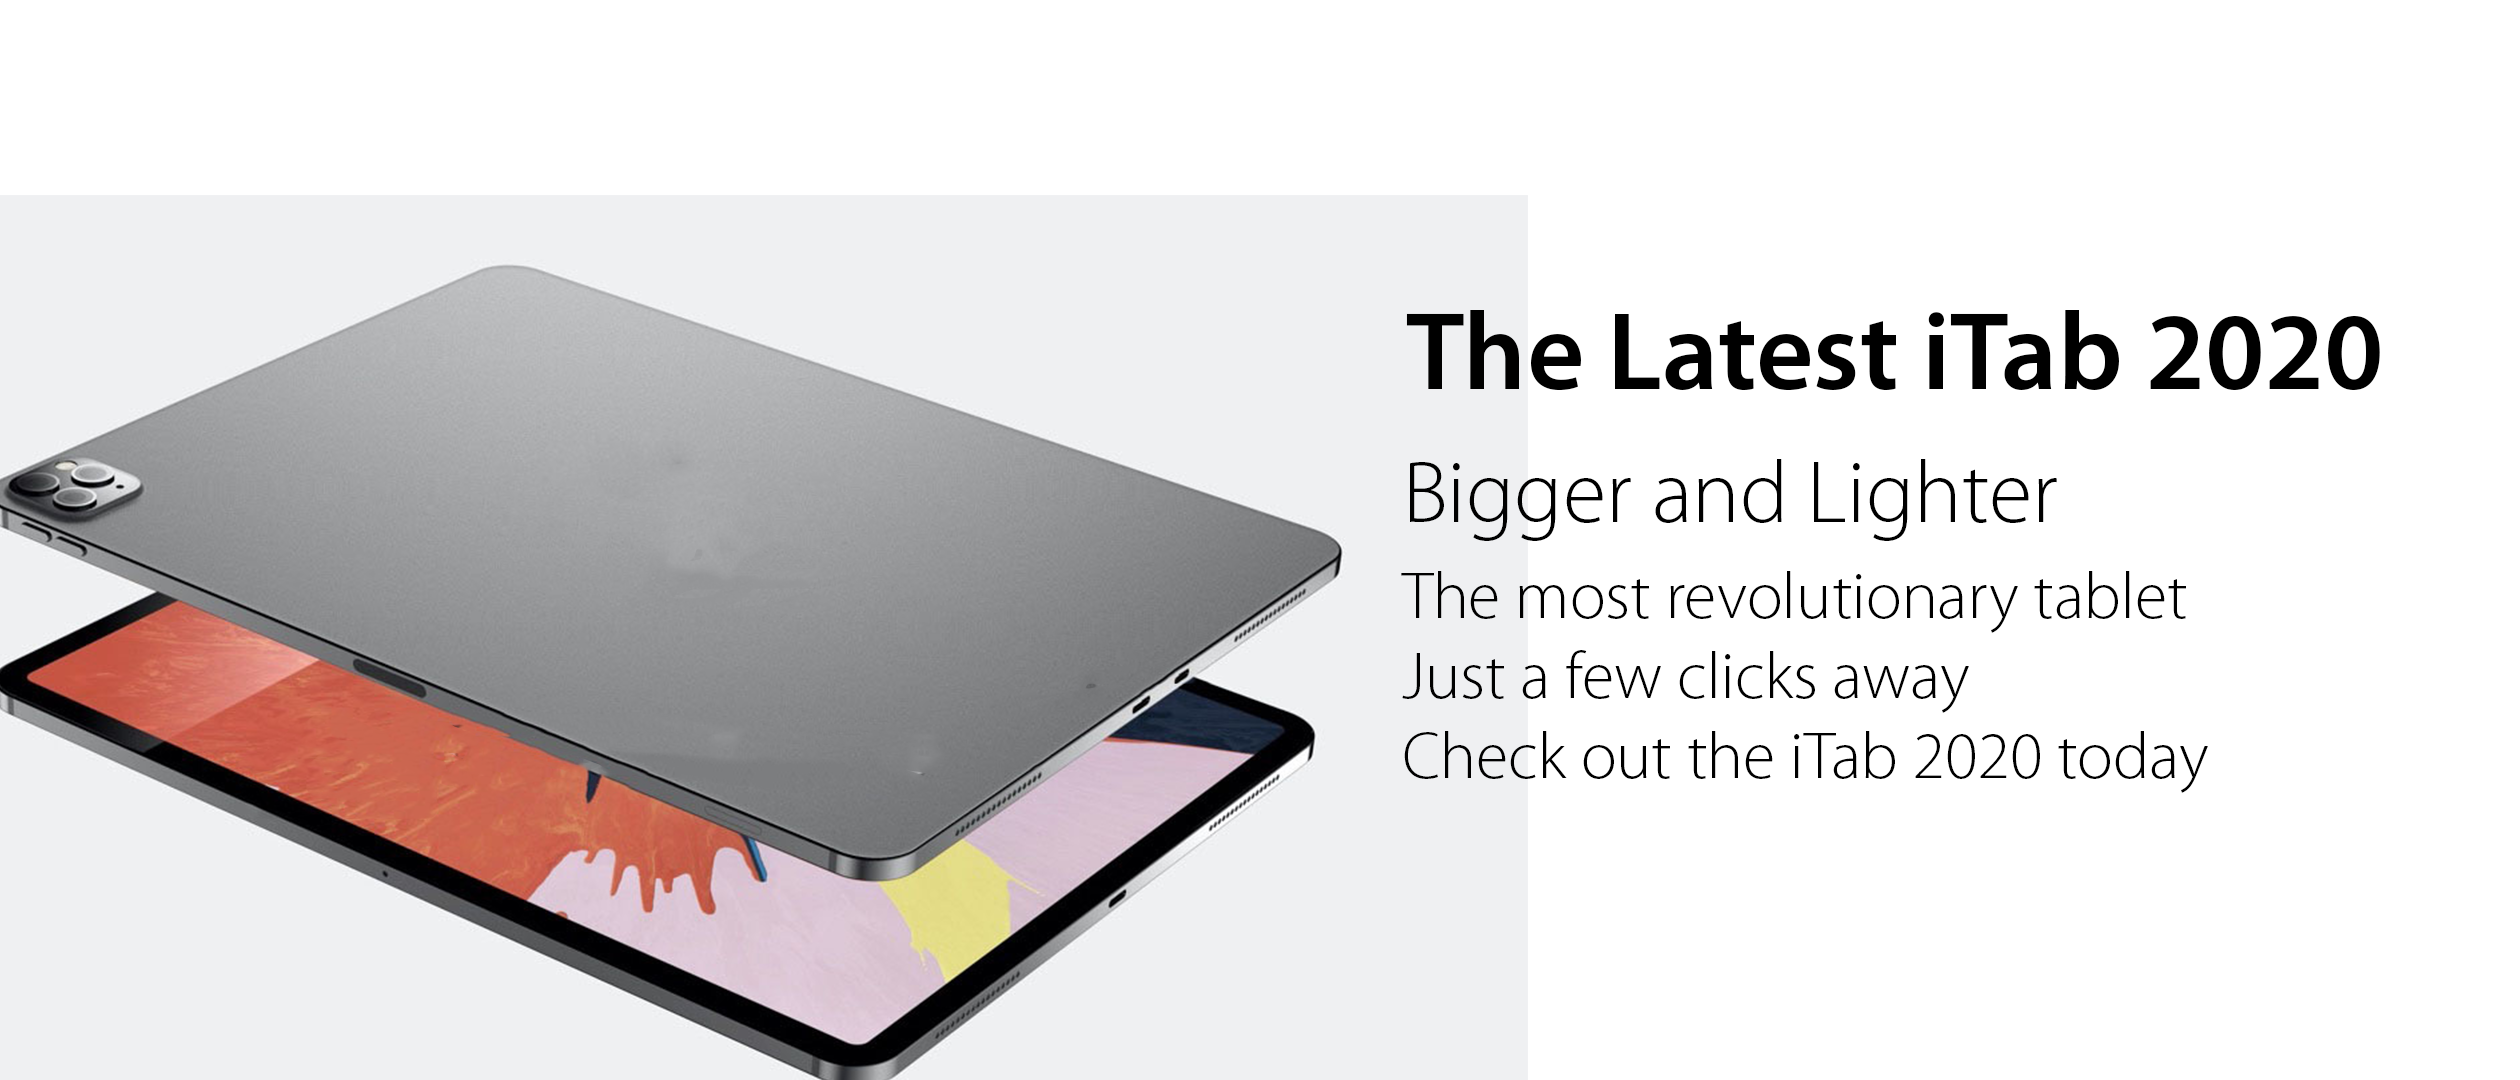 The Latest iTab 2020
Bigger and Lighter
The most revolutionary tablet
Just a few clicks away
Check out the iTab 2020 today